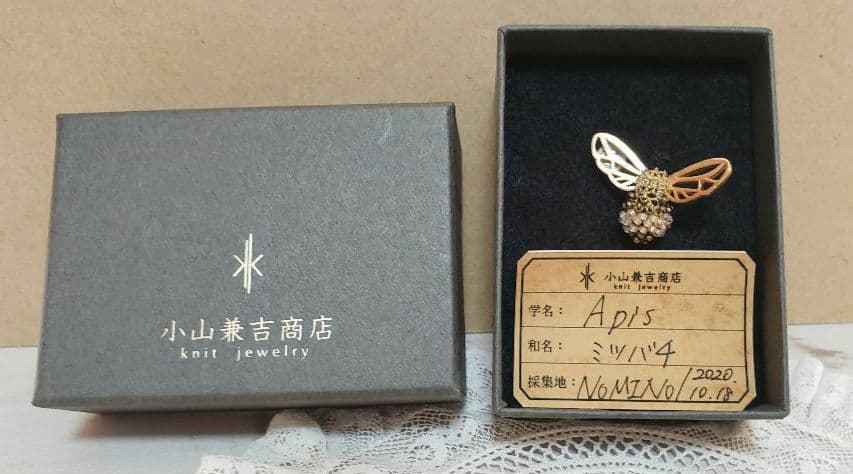 小山兼吉商店
knit jewelry
小山兼吉商店
knit jewelry
学名: Apis
和名: ミツバチ
採集地: NOMINO/2020.10.18